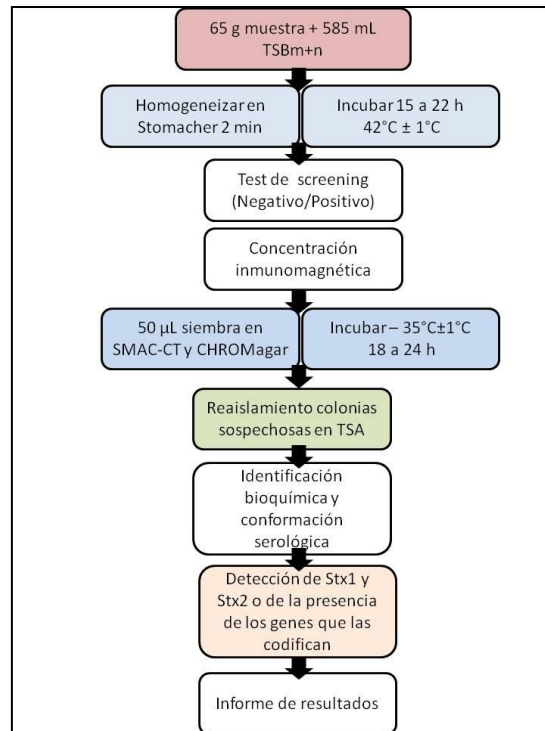 65 g muestra + 585 mL
TSBm+n
Homogeneizar en
Stomacher 2 min
Incubar 15 a 22 h
42°C ± 1°C
Test de screening
(Negativo/Positivo)
Concentración
inmunomagnética
50 µL siembra en
SMAC-CT y CHROMagar
Incubar – 35°C±1°C
18 a 24 h
Reaislamiento colonias
sospechosas en TSA
Identificación
bioquímica y
conformación
serológica
Detección de Stx1 y
Stx2 o de la presencia
de los genes que las
codifican
Informe de resultados